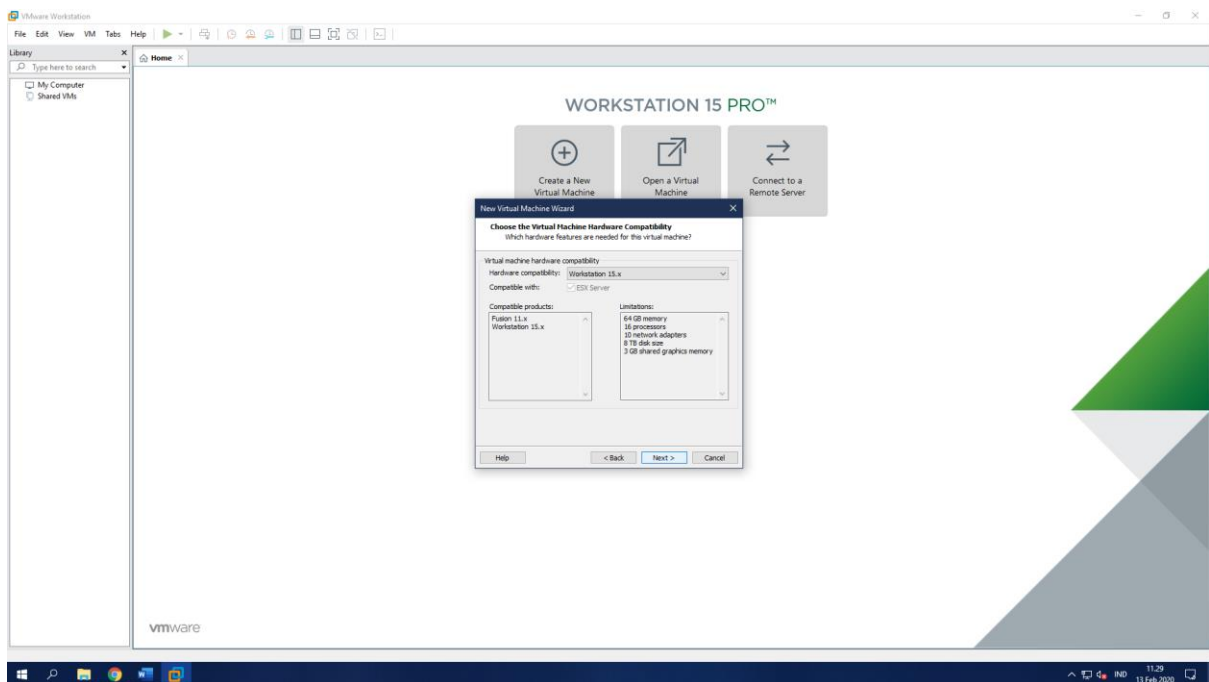 VMware Workstation
File Edit View VM Tabs Help
Library
Type here to search
My Computer
Shared VMs
Home
WORKSTATION 15 PRO™
Create a New
Virtual Machine
Open a Virtual
Machine
Connect to a
Remote Server
New Virtual Machine Wizard
Choose the Virtual Machine Hardware Compatibility
Which hardware features are needed for this virtual machine?
Virtual machine hardware compatibility
Hardware compatibility: Workstation 15.x
Compatible with: ESX Server
Compatible products:
Fusion 11.x
Workstation 15.x
Limitations:
64 GB memory
16 processors
10 network adapters
8 TB disk size
3 GB shared graphics memory
Help < Back Next > Cancel
vmware
IND
11.29
13 Feb 2020